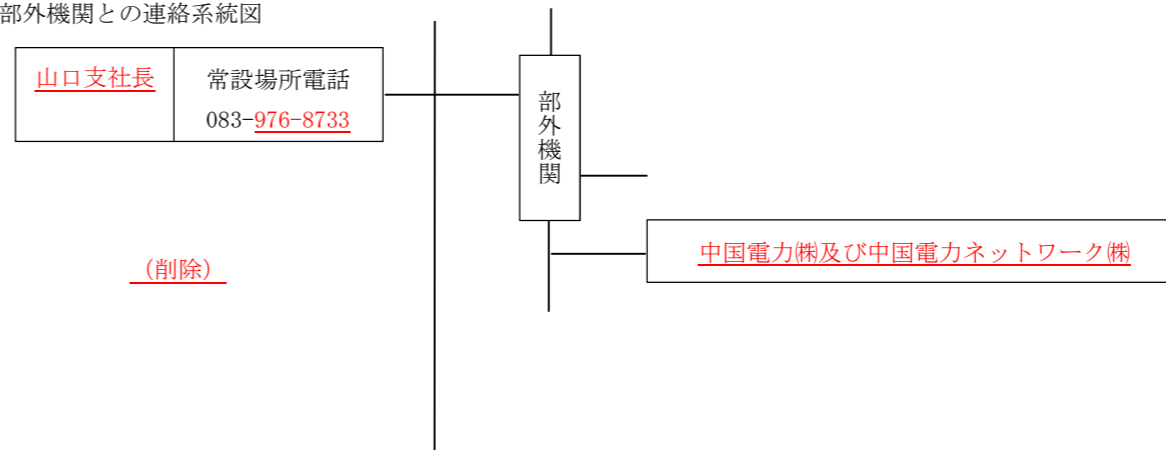 部外機関との連絡系統図
山口支社長
常設場所電話
083-976-8733
部外機関
(削除)
中国電力㈱及び中国電力ネットワーク㈱